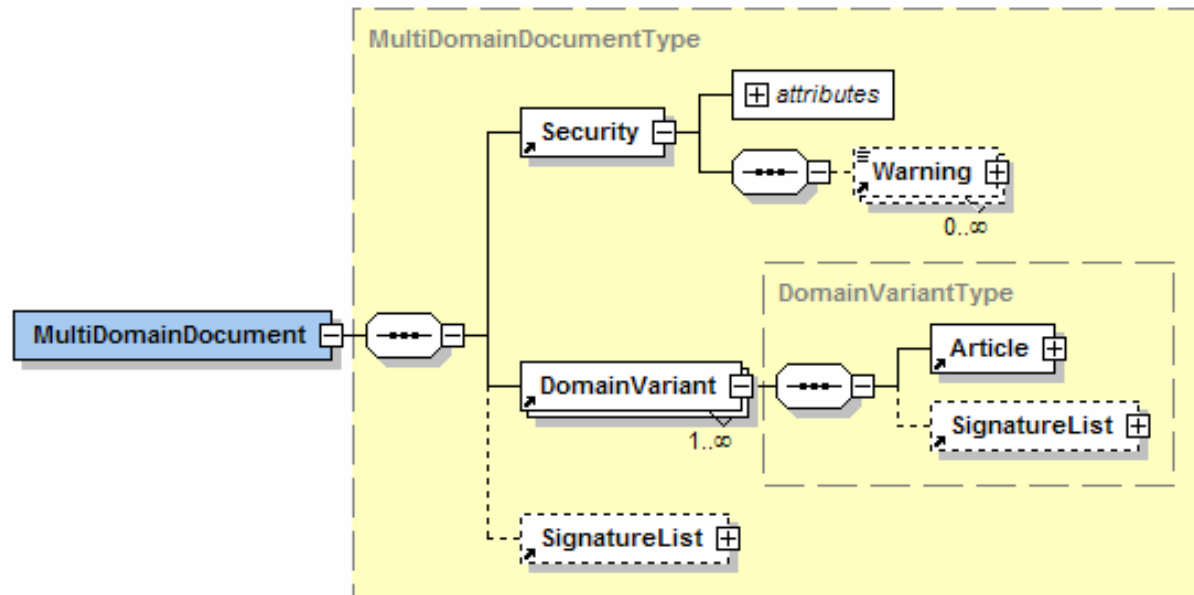 MultiDomainDocumentType
attributes
Security
Warning
0..∞
DomainVariantType
MultiDomainDocument
Article
DomainVariant
SignatureList
1..∞
SignatureList